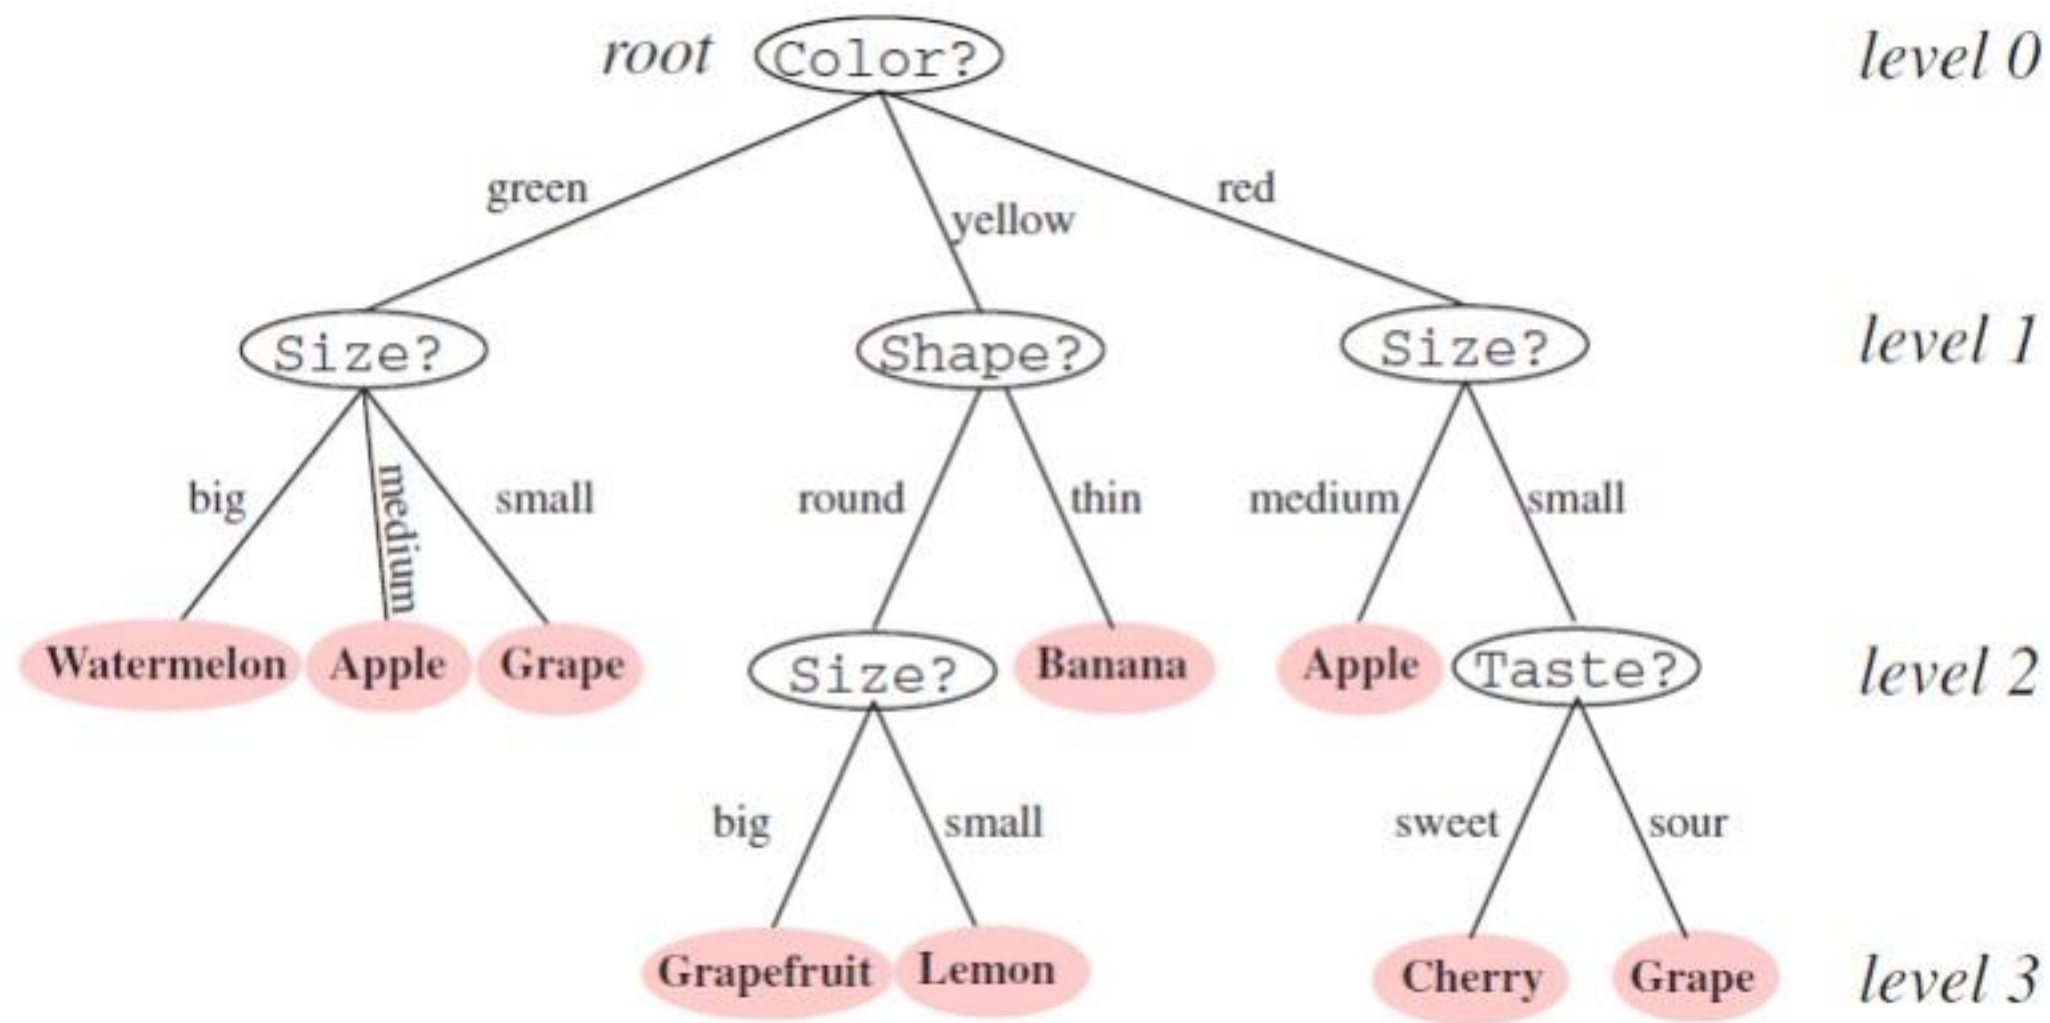 root Color? level 0
green yellow red
Size? Shape? Size? level 1
big medium small round thin medium small
Watermelon Apple Grape Size? Banana Apple Taste? level 2
big small sweet sour
Grapefruit Lemon Cherry Grape level 3